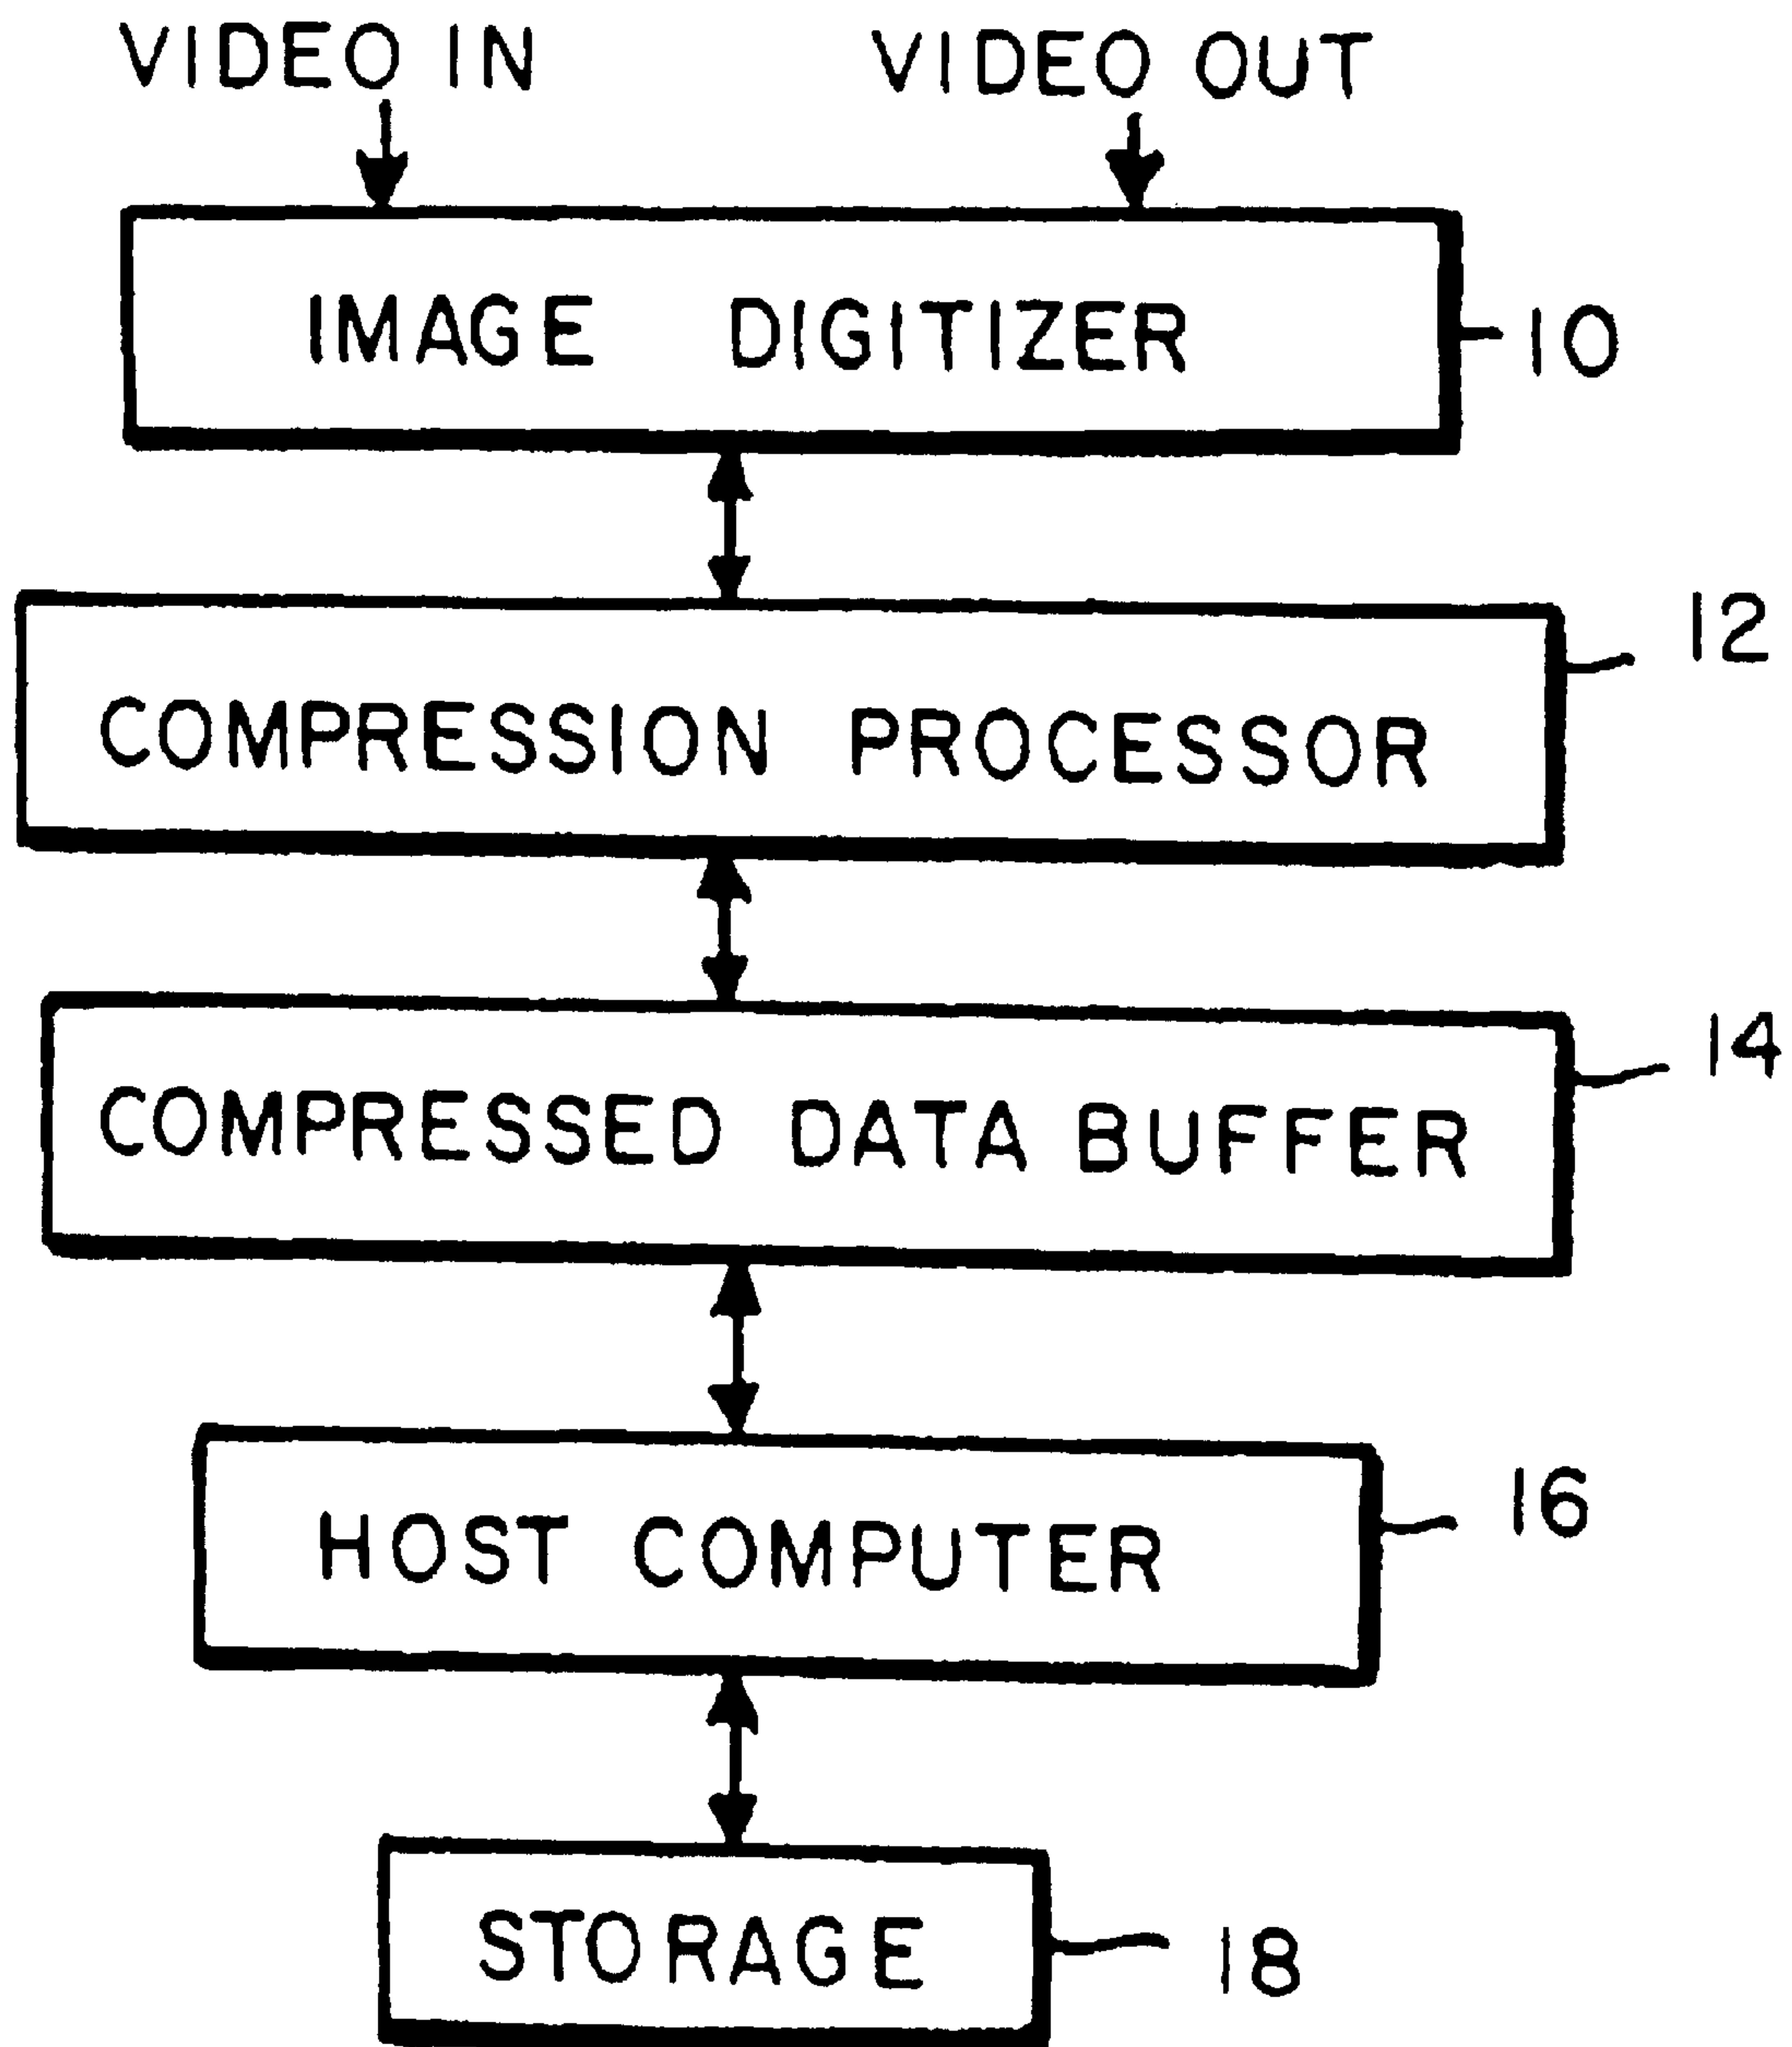 VIDEO IN VIDEO OUT
IMAGE DIGITIZER
10
12
COMPRESSION PROCESSOR
14
COMPRESSED DATA BUFFER
16
HOST COMPUTER
STORAGE
18